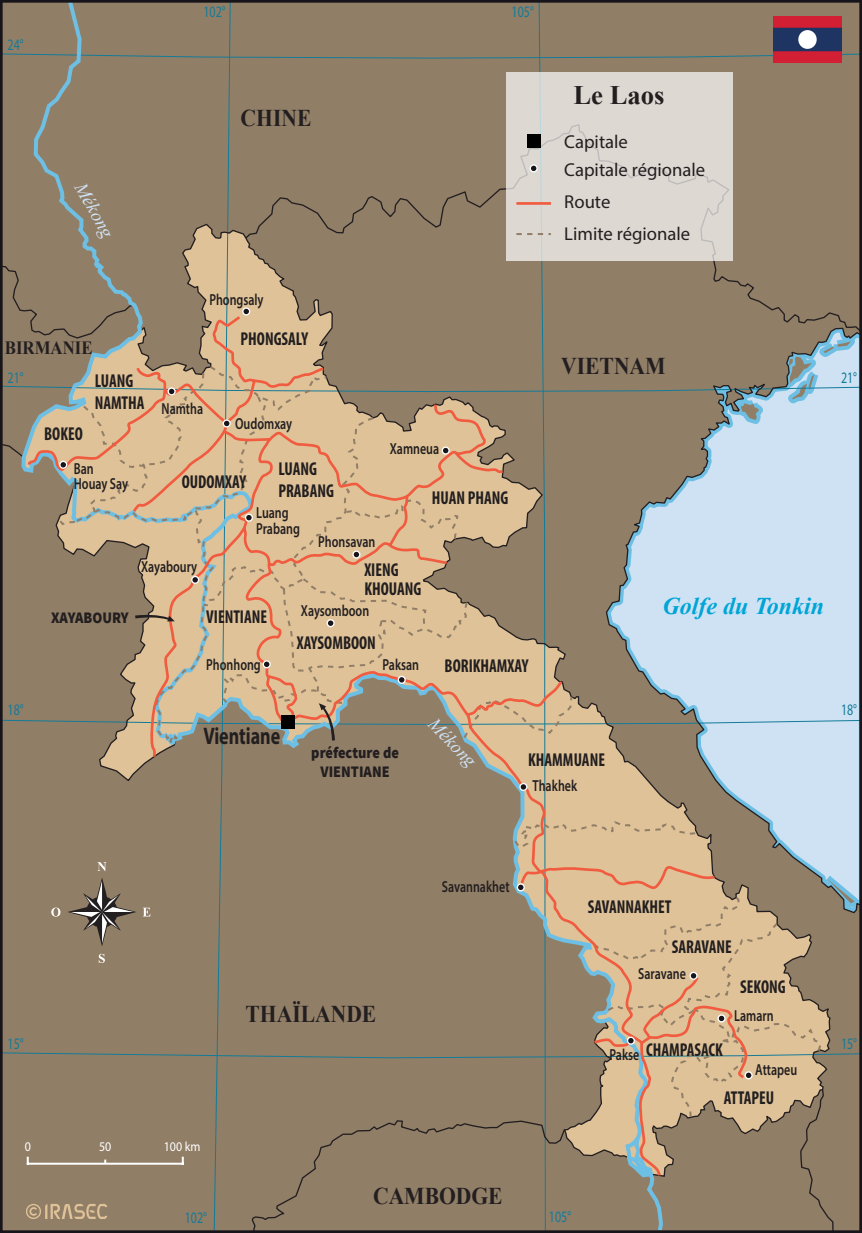 102°
105°
24°
CHINE
Le Laos
Capitale
Capitale régionale
Route
Limite régionale
Mékong
Phongsaly
PHONGSALY
BIRMANIE
VIETNAM
21°
21°
LUANG
NAMTHA
Namtha
Oudomxay
BOKEO
Ban
Houay Say
OUDOMXAY
LUANG
PRABANG
Xamneua
HUAN PHANG
Luang
Prabang
Phonsavan
XIENG
KHOUANG
Xayaboury
XAYABOURY
VIENTIANE
Xaysomboon
XAYSOMBOON
Golfe du Tonkin
Phonhong
Paksan
BORIKHAMXAY
18°
18°
Vientiane
préfecture de
VIENTIANE
Mékong
KHAMMUANE
Thakhek
Savannakhet
SAVANNAKHET
N
O
E
S
SARAVANE
Saravane
SEKONG
THAÏLANDE
Lamarn
15°
15°
Pakse
CHAMPASACK
Attapeu
ATTAPEU
0
50
100 km
CAMBODGE
©IRASEC
102°
105°